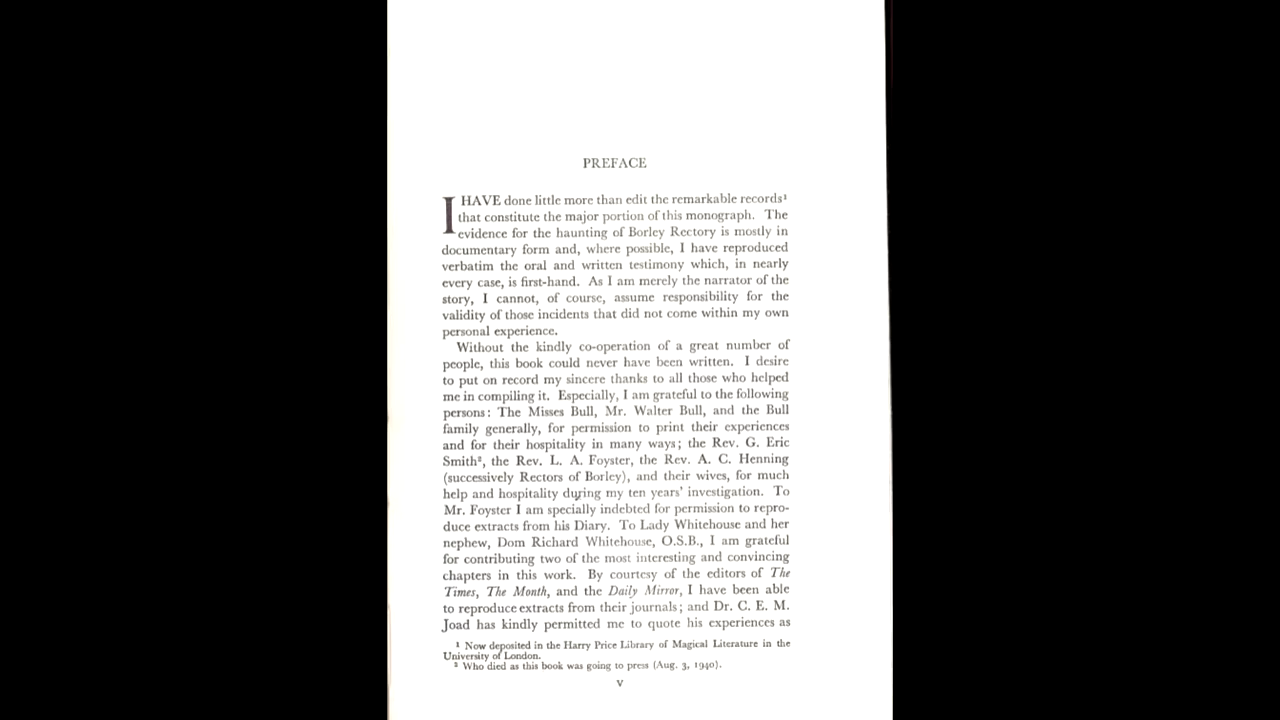 PREFACE
I HAVE done little more than edit the remarkable records¹
that constitute the major portion of this monograph. The
evidence for the haunting of Borley Rectory is mostly in
documentary form and, where possible, I have reproduced
verbatim the oral and written testimony which, in nearly
every case, is first-hand. As I am merely the narrator of the
story, I cannot, of course, assume responsibility for the
validity of those incidents that did not come within my own
personal experience.
Without the kindly co-operation of a great number of
people, this book could never have been written. I desire
to put on record my sincere thanks to all those who helped
me in compiling it. Especially, I am grateful to the following
persons: The Misses Bull, Mr. Walter Bull, and the Bull
family generally, for permission to print their experiences
and for their hospitality in many ways; the Rev. G. Eric
Smith², the Rev. L. A. Foyster, the Rev. A. C. Henning
(successively Rectors of Borley), and their wives, for much
help and hospitality during my ten years' investigation. To
Mr. Foyster I am specially indebted for permission to repro-
duce extracts from his Diary. To Lady Whitehouse and her
nephew, Dom Richard Whitehouse, O.S.B., I am grateful
for contributing two of the most interesting and convincing
chapters in this work. By courtesy of the editors of The
Times, The Month, and the Daily Mirror, I have been able
to reproduce extracts from their journals; and Dr. C. E. M.
Joad has kindly permitted me to quote his experiences as
¹ Now deposited in the Harry Price Library of Magical Literature in the
University of London.
² Who died as this book was going to press (Aug. 3, 1940).
v